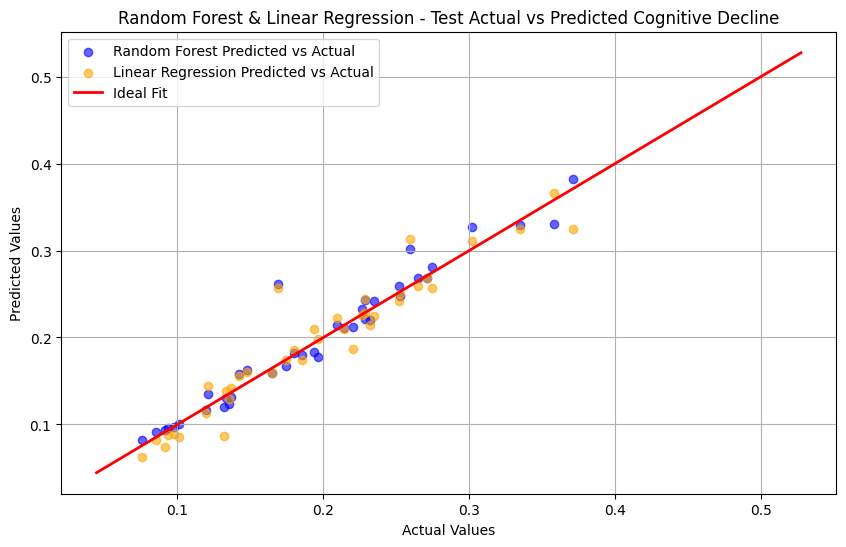 Random Forest & Linear Regression - Test Actual vs Predicted Cognitive Decline
Random Forest Predicted vs Actual
Linear Regression Predicted vs Actual
Ideal Fit
Predicted Values
0.5
0.4
0.3
0.2
0.1
0.1 0.2 0.3 0.4 0.5
Actual Values